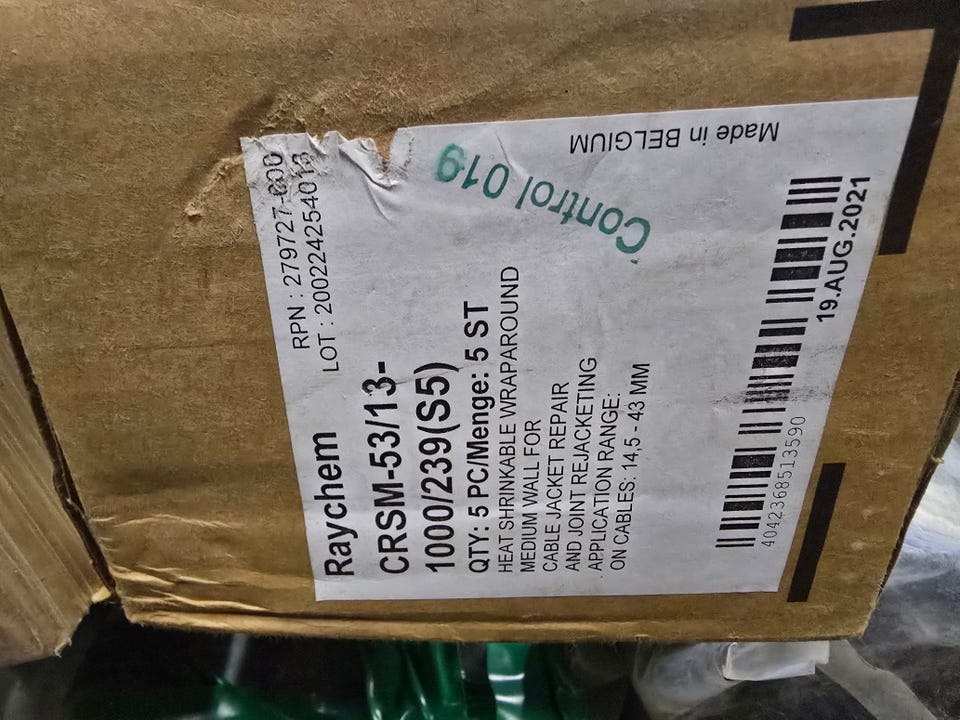 RPN : 279727-000
LOT : 200224254013
Raychem
CRSM-53/13-
1000/239(S5)
QTY: 5 PC/Menge: 5 ST
HEAT SHRINKABLE WRAPAROUND
MEDIUM WALL FOR
CABLE JACKET REPAIR
AND JOINT REJACKETING
APPLICATION RANGE:
ON CABLES: 14,5 - 43 MM
Control 019
Made in BELGIUM
4042368513590
19.AUG.2021